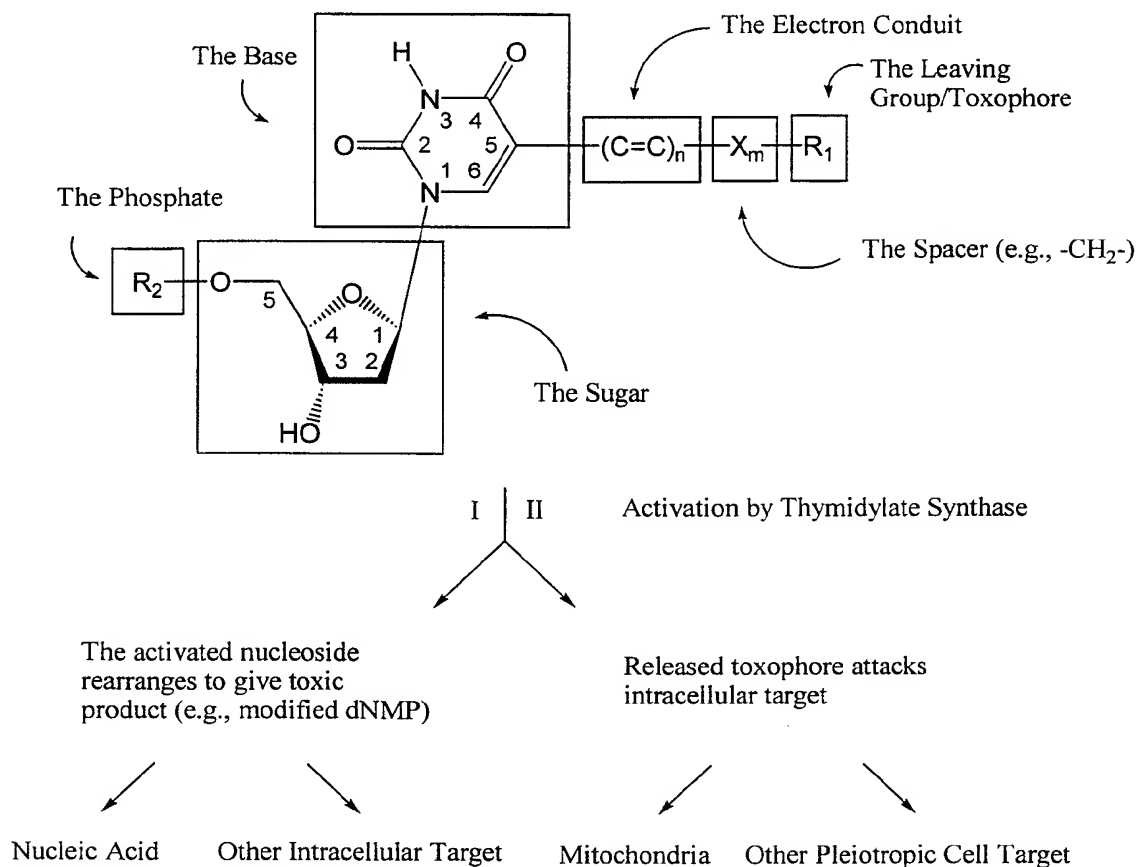 The Electron Conduit
The Base
The Leaving
Group/Toxophore
H
O
N
3
4
O
2
5
(C=C)n
Xm
R1
1
6
N
The Phosphate
The Spacer (e.g., -CH2-)
R2
O
5
O
4
1
3
2
The Sugar
HO
I
II
Activation by Thymidylate Synthase
The activated nucleoside
rearranges to give toxic
product (e.g., modified dNMP)
Released toxophore attacks
intracellular target
Nucleic Acid
Other Intracellular Target
Mitochondria
Other Pleiotropic Cell Target